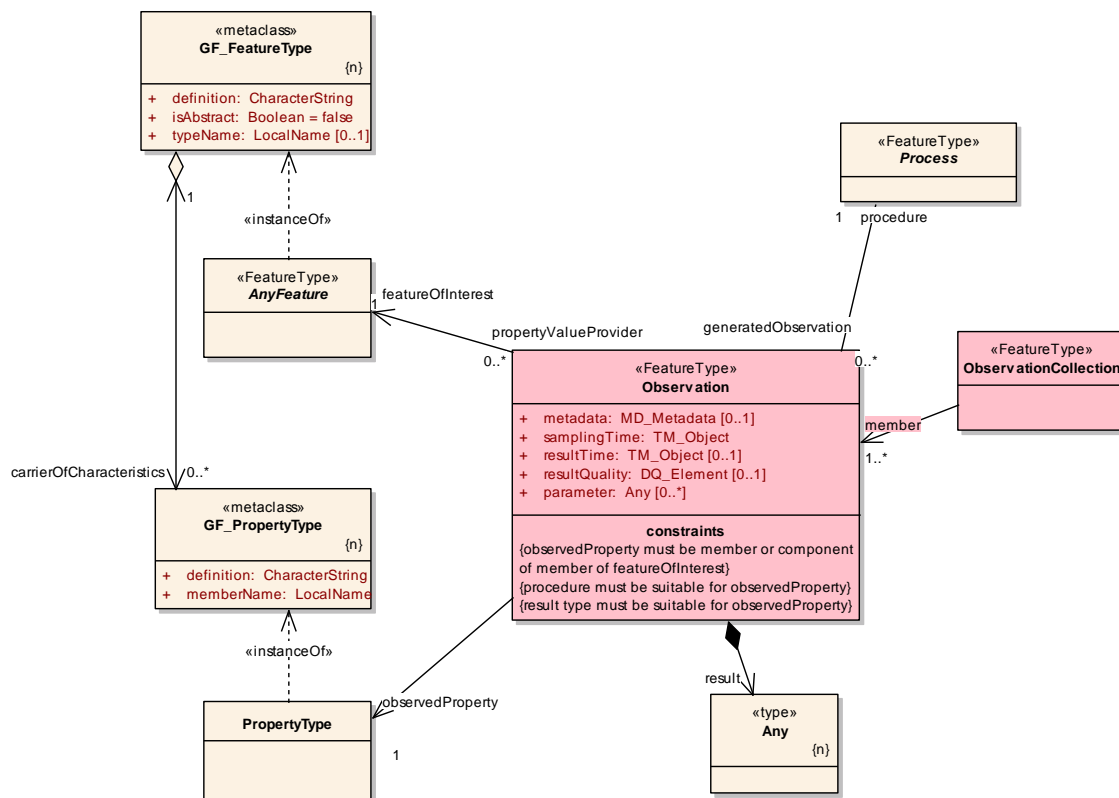 «metaclass»
GF_FeatureType
{n}
+ definition: CharacterString
+ isAbstract: Boolean = false
+ typeName: LocalName [0..1]
1
«instanceOf»
«FeatureType»
Process
1 procedure
«FeatureType»
AnyFeature
1
featureOfInterest
propertyValueProvider
0..*
generatedObservation
0..*
«FeatureType»
Observation
+ metadata: MD_Metadata [0..1]
+ samplingTime: TM_Object
+ resultTime: TM_Object [0..1]
+ resultQuality: DQ_Element [0..1]
+ parameter: Any [0..*]
constraints
{observedProperty must be member or component
of member of featureOfInterest}
{procedure must be suitable for observedProperty}
{result type must be suitable for observedProperty}
«FeatureType»
ObservationCollection
member
1..*
carrierOfCharacteristics
0..*
«metaclass»
GF_PropertyType
{n}
+ definition: CharacterString
+ memberName: LocalName
«instanceOf»
PropertyType
observedProperty
1
result
«type»
Any
{n}